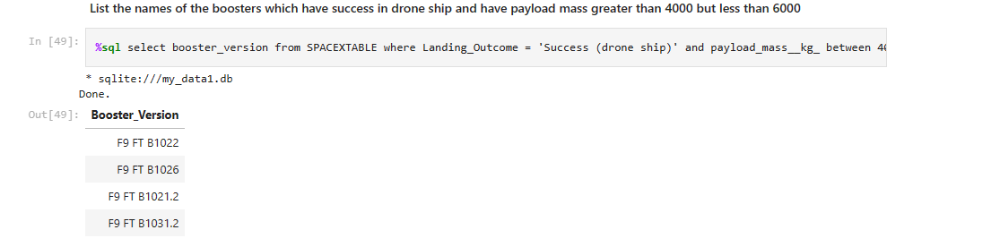 List the names of the boosters which have success in drone ship and have payload mass greater than 4000 but less than 6000
In [49]: %sql select booster_version from SPACEXTABLE where Landing_Outcome = 'Success (drone ship)' and payload_mass__kg_ between
* sqlite:///my_data1.db
Done.
Out[49]: Booster_Version
F9 FT B1022
F9 FT B1026
F9 FT B1021.2
F9 FT B1031.2